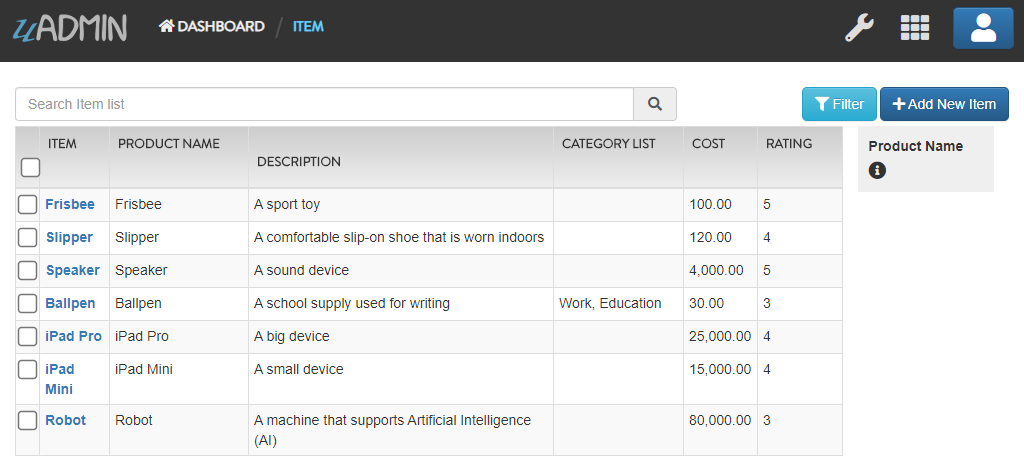 uADMIN DASHBOARD / ITEM
Search Item list
Filter
Add New Item
ITEM PRODUCT NAME DESCRIPTION CATEGORY LIST COST RATING
Product Name
Frisbee Frisbee A sport toy 100.00 5
Slipper Slipper A comfortable slip-on shoe that is worn indoors 120.00 4
Speaker Speaker A sound device 4,000.00 5
Ballpen Ballpen A school supply used for writing Work, Education 30.00 3
iPad Pro iPad Pro A big device 25,000.00 4
iPad iPad Mini A small device 15,000.00 4
Mini
Robot Robot A machine that supports Artificial Intelligence 80,000.00 3
(AI)